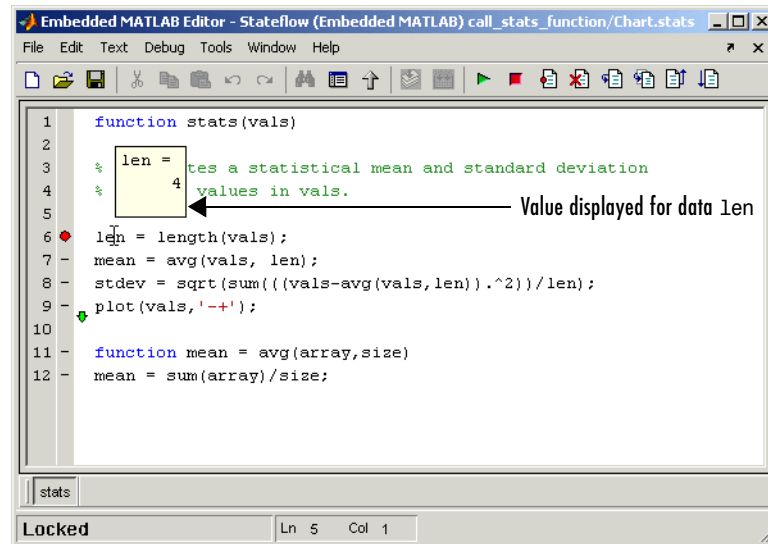 Embedded MATLAB Editor - Stateflow (Embedded MATLAB) call_stats_function/Chart.stats
File Edit Text Debug Tools Window Help
1 function stats(vals)
2
3 % tes a statistical mean and standard deviation
4 % values in vals.
5
len =
4
Value displayed for data len
6 len = length(vals);
7 - mean = avg(vals, len);
8 - stdev = sqrt(sum(((vals-avg(vals,len)).^2))/len);
9 - plot(vals,'-+');
10
11 - function mean = avg(array,size)
12 - mean = sum(array)/size;
stats
Locked Ln 5 Col 1